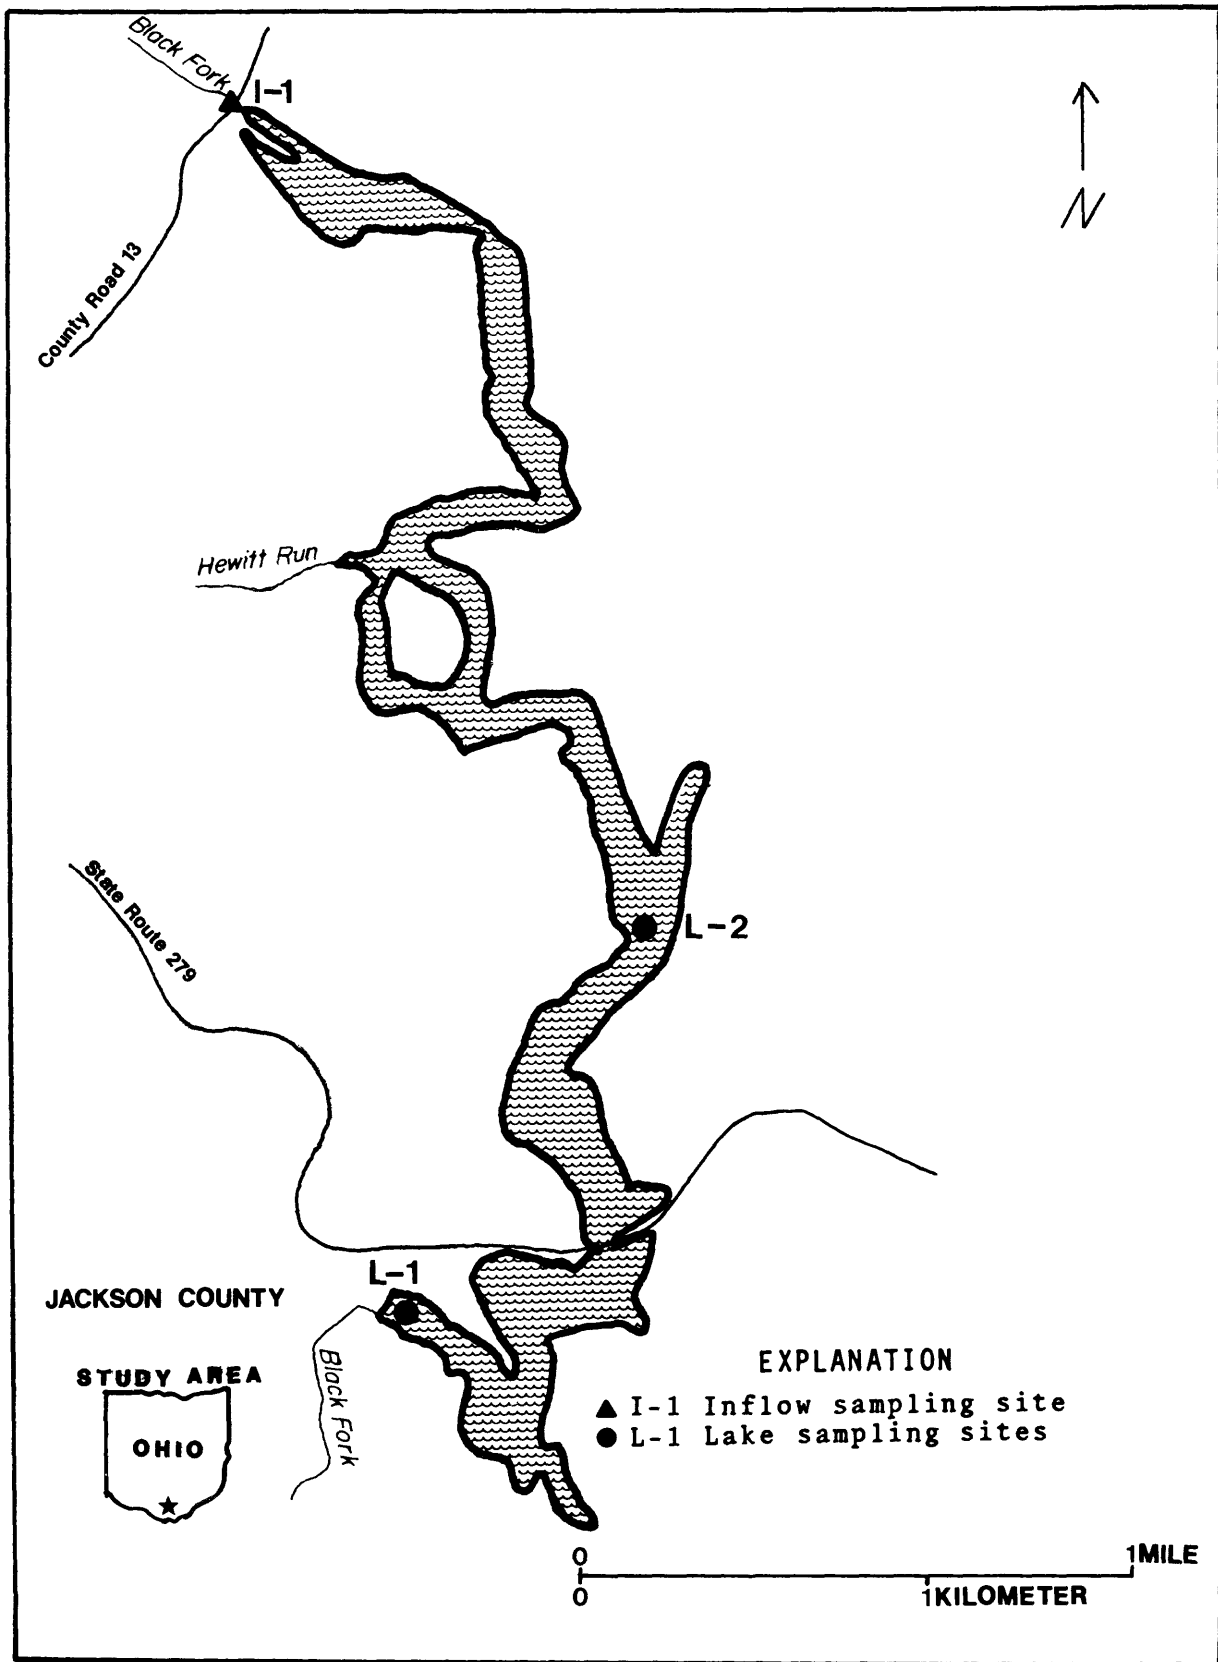 Black Fork
I-1
N
County Road 13
Hewitt Run
State Route 279
L-2
L-1
JACKSON COUNTY
Black Fork
STUDY AREA
OHIO
EXPLANATION
▲ I-1 Inflow sampling site
● L-1 Lake sampling sites
0 1 MILE
0 1 KILOMETER